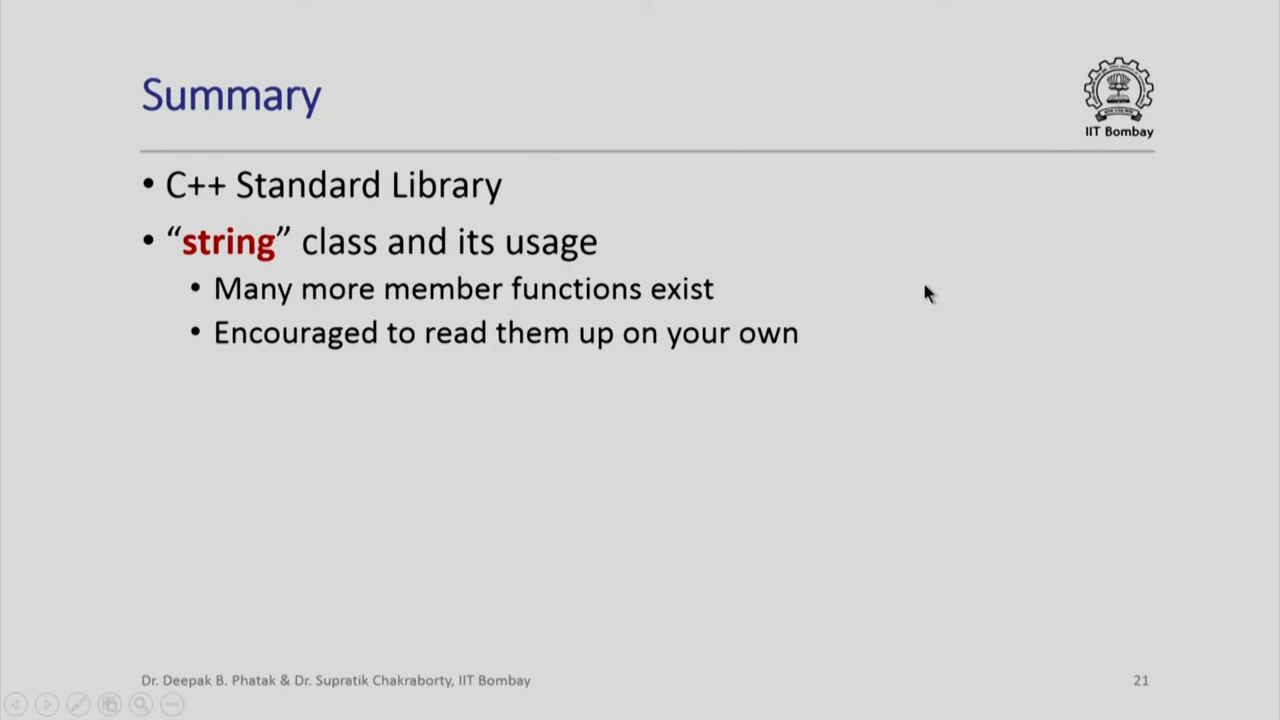 Summary
IIT Bombay
• C++ Standard Library
• “string” class and its usage
• Many more member functions exist
• Encouraged to read them up on your own
Dr. Deepak B. Phatak & Dr. Supratik Chakraborty, IIT Bombay
21